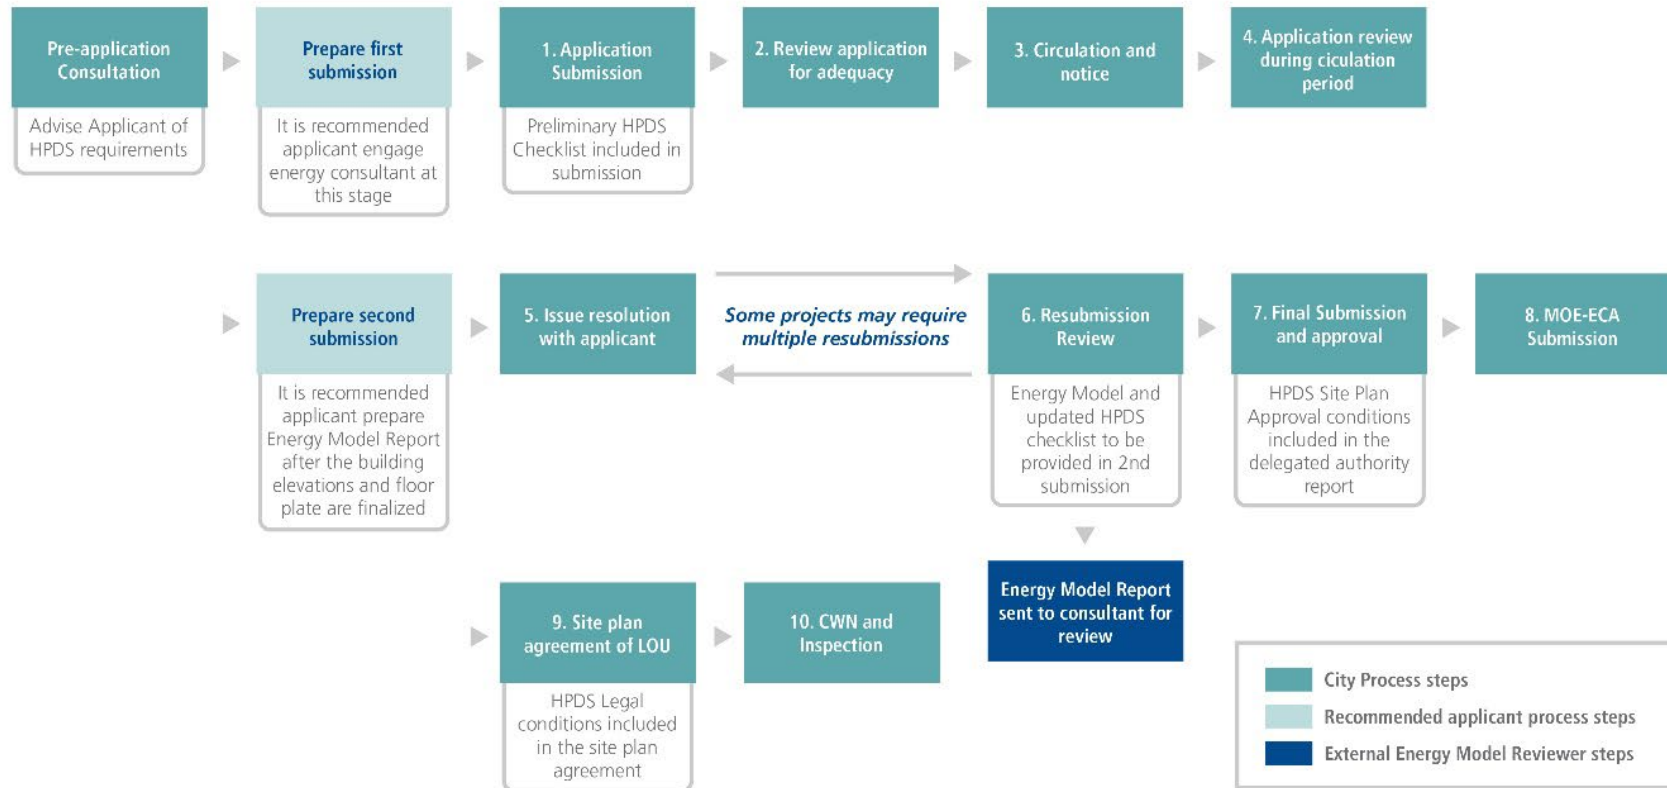 Pre-application
Consultation
Advise Applicant of
HPDS requirements
Prepare first
submission
It is recommended
applicant engage
energy consultant at
this stage
1. Application
Submission
Preliminary HPDS
Checklist included in
submission
2. Review application
for adequacy
3. Circulation and
notice
4. Application review
during ciculation
period
Prepare second
submission
It is recommended
applicant prepare
Energy Model Report
after the building
elevations and floor
plate are finalized
5. Issue resolution
with applicant
Some projects may require
multiple resubmissions
6. Resubmission
Review
Energy Model and
updated HPDS
checklist to be
provided in 2nd
submission
Energy Model Report
sent to consultant for
review
7. Final Submission
and approval
HPDS Site Plan
Approval conditions
included in the
delegated authority
report
8. MOE-ECA
Submission
9. Site plan
agreement of LOU
HPDS Legal
conditions included
in the site plan
agreement
10. CWN and
Inspection
City Process steps
Recommended applicant process steps
External Energy Model Reviewer steps